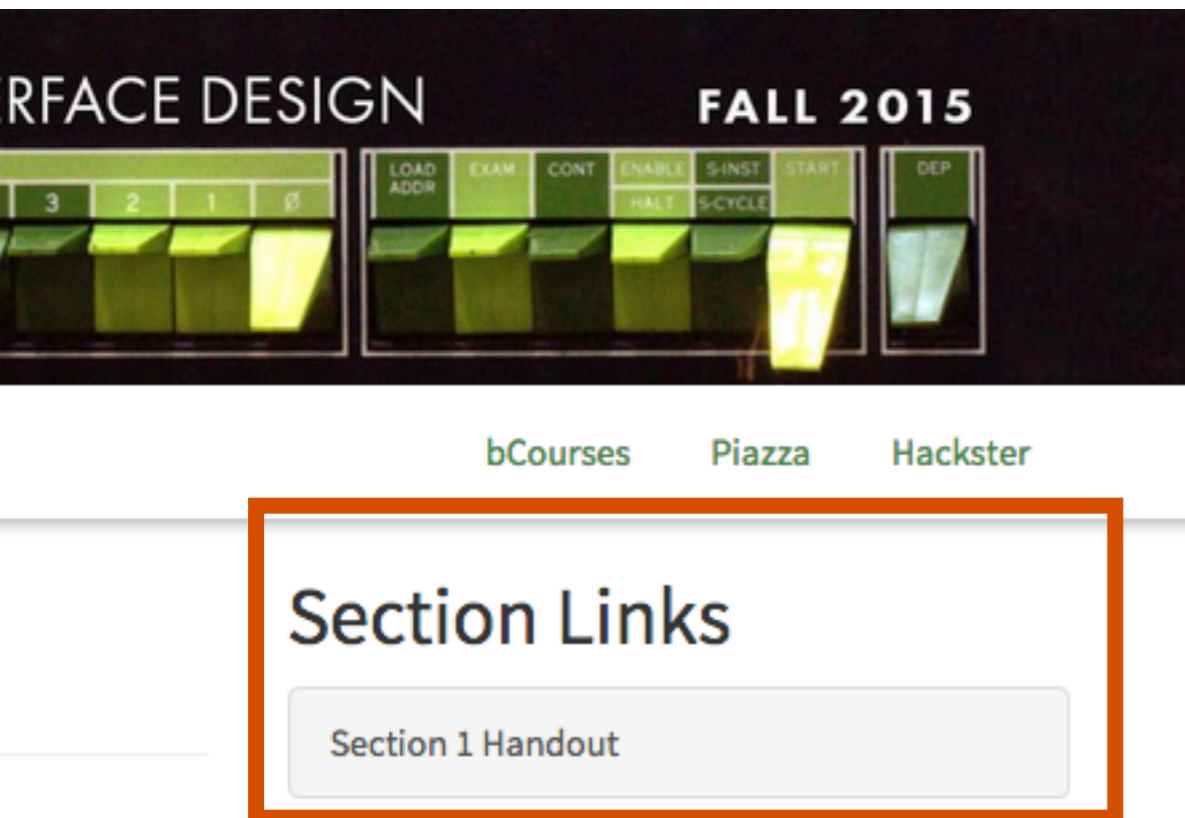 ERFACE DESIGN
FALL 2015
3 2 1 Ø
LOAD ADDR EXAM CONT ENABLE S-INST START DEP
HALT S-CYCLE
bCourses Piazza Hackster
Section Links
Section 1 Handout